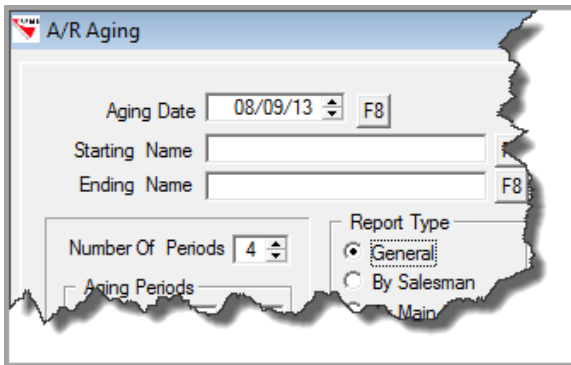 A/R Aging
Aging Date 08/09/13 F8
Starting Name
Ending Name F8
Number Of Periods 4
Report Type
General
By Salesman
Aging Periods
Main